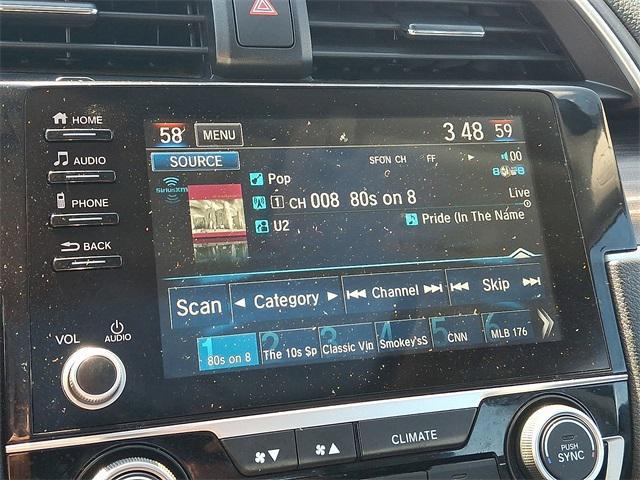 HOME
AUDIO
PHONE
BACK
VOL
AUDIO
58 MENU 3 48 59
SOURCE SFON CH FF 00
SiriusXM
Pop
1 CH 008 80s on 8
Live
U2 Pride (In The Name
Scan Category Channel Skip
1 80s on 8
2 The 10s Sp
3 Classic Vin
4 Smokey'sS
5 CNN
6 MLB 176
CLIMATE
PUSH
SYNC